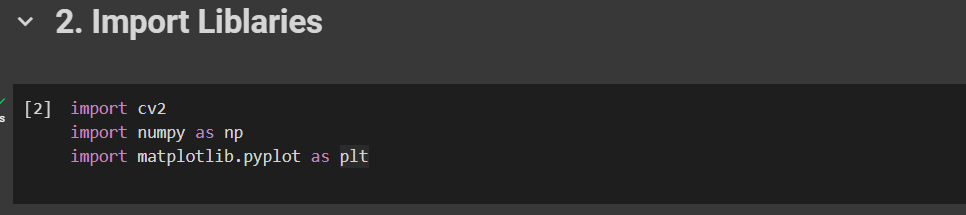 2. Import Liblaries
[2] import cv2
import numpy as np
s
import matplotlib.pyplot as plt